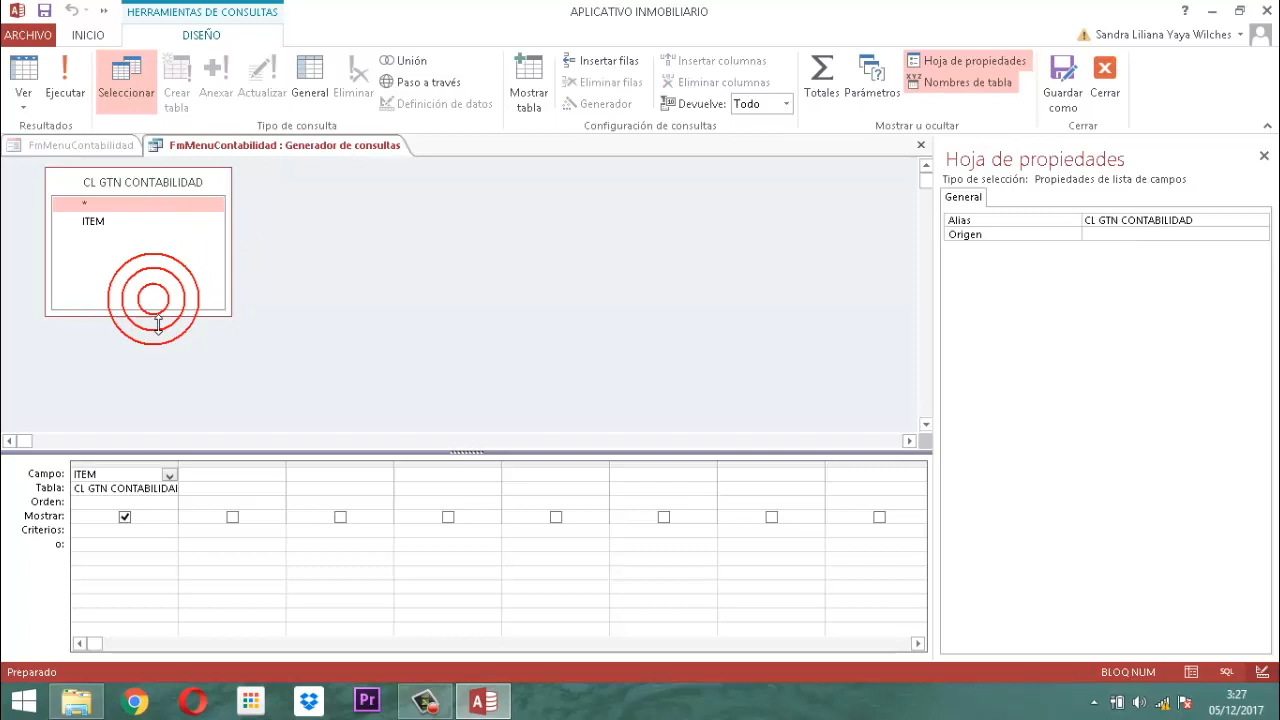 HERRAMIENTAS DE CONSULTAS
APLICATIVO INMOBILIARIO
?
ARCHIVO
INICIO
DISEÑO
Sandra Liliana Yaya Wilches
Ver
Ejecutar
Resultados
Seleccionar
Crear tabla
Anexar
Actualizar
General
Eliminar
Unión
Paso a través
Definición de datos
Tipo de consulta
Mostrar tabla
Insertar filas
Eliminar filas
Generador
Insertar columnas
Eliminar columnas
Devuelve: Todo
Configuración de consultas
Totales
Parámetros
Hoja de propiedades
XYZ Nombres de tabla
Mostrar u ocultar
Guardar como
Cerrar
Cerrar
FmMenuContabilidad
FmMenuContabilidad : Generador de consultas
CL GTN CONTABILIDAD
*
ITEM
Hoja de propiedades
Tipo de selección: Propiedades de lista de campos
General
Alias CL GTN CONTABILIDAD
Origen
Campo: ITEM
Tabla: CL GTN CONTABILIDAI
Orden:
Mostrar:
Criterios:
o:
Preparado
BLOQ NUM
SQL
Pr
3:27
05/12/2017